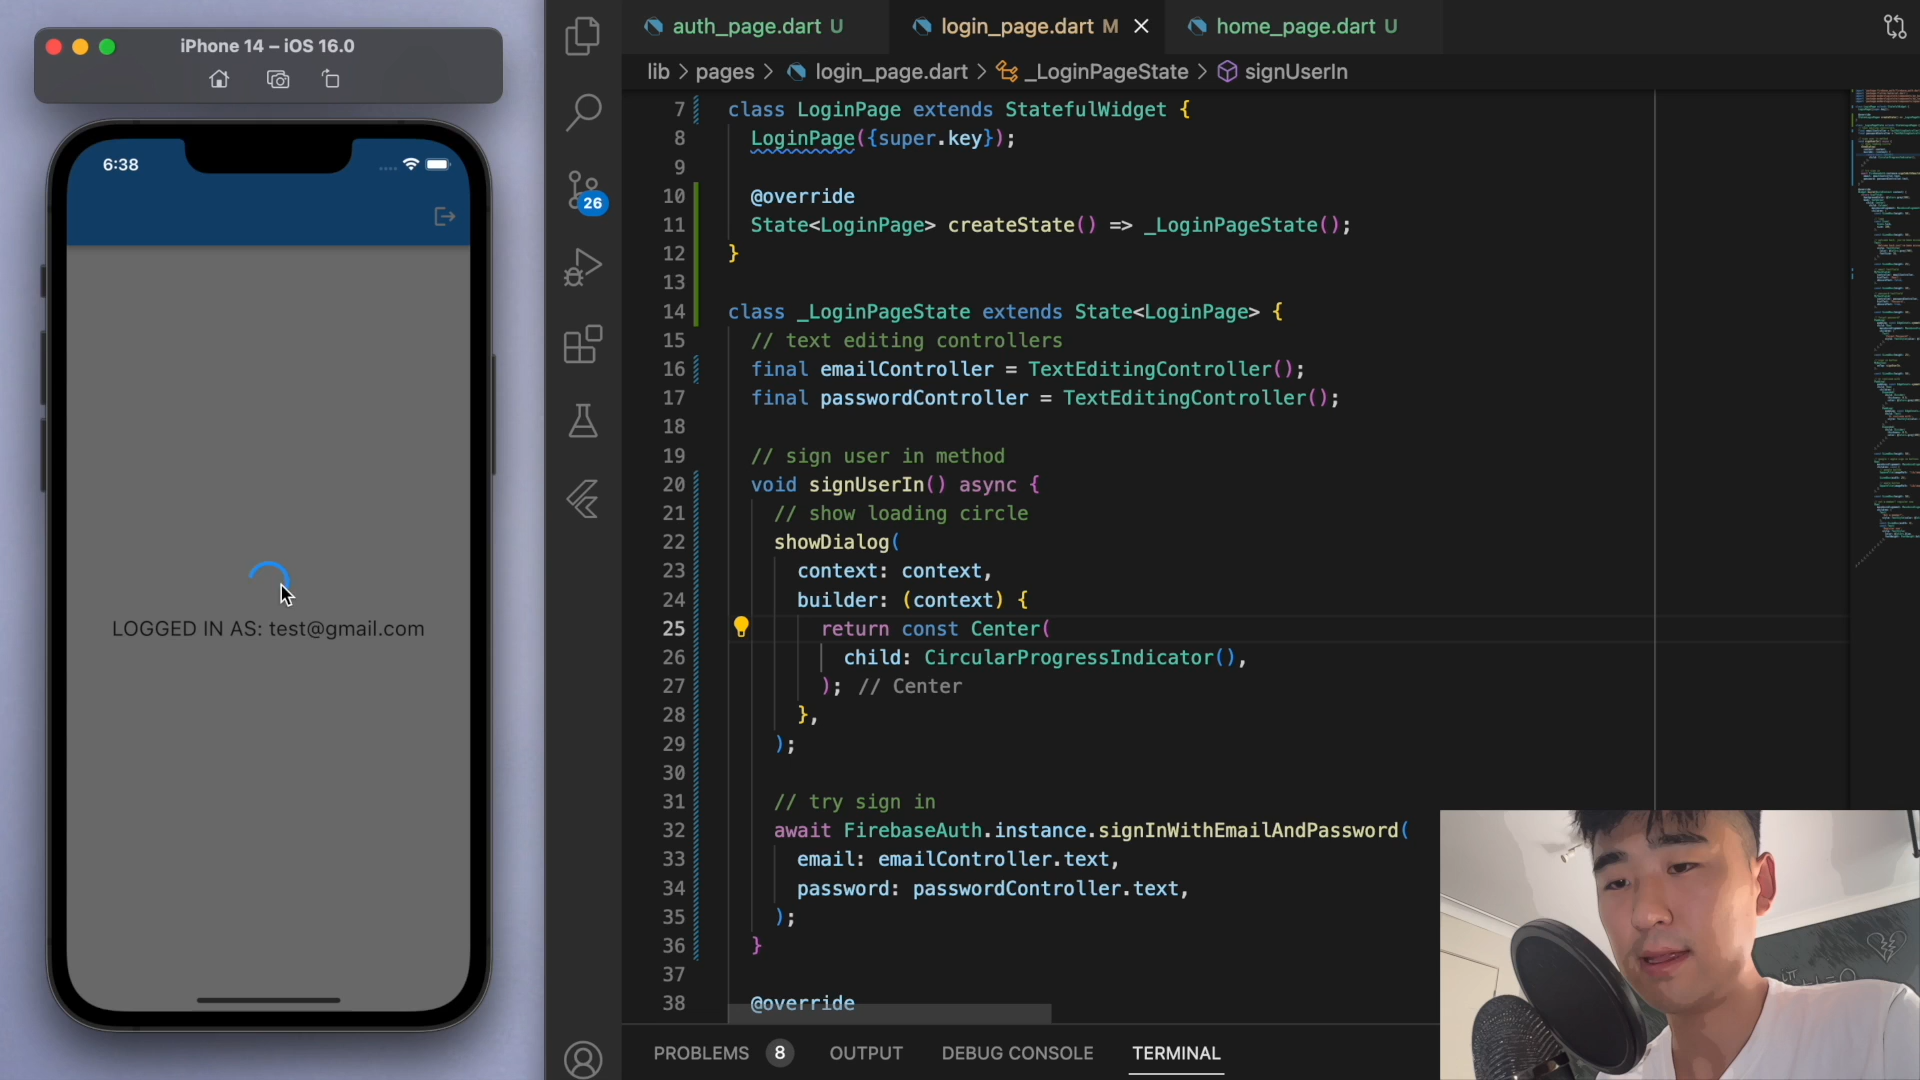 iPhone 14 – iOS 16.0
6:38
LOGGED IN AS: test@gmail.com
26
auth_page.dart U
login_page.dart M
home_page.dart U
lib > pages > login_page.dart > _LoginPageState > signUserIn
7 class LoginPage extends StatefulWidget {
8 LoginPage({super.key});
9
10 @override
11 State<LoginPage> createState() => _LoginPageState();
12 }
13
14 class _LoginPageState extends State<LoginPage> {
15 // text editing controllers
16 final emailController = TextEditingController();
17 final passwordController = TextEditingController();
18
19 // sign user in method
20 void signUserIn() async {
21 // show loading circle
22 showDialog(
23 context: context,
24 builder: (context) {
25 return const Center(
26 child: CircularProgressIndicator(),
27 ); // Center
28 },
29 );
30
31 // try sign in
32 await FirebaseAuth.instance.signInWithEmailAndPassword(
33 email: emailController.text,
34 password: passwordController.text,
35 );
36 }
37
38 @override
PROBLEMS 8 OUTPUT DEBUG CONSOLE TERMINAL